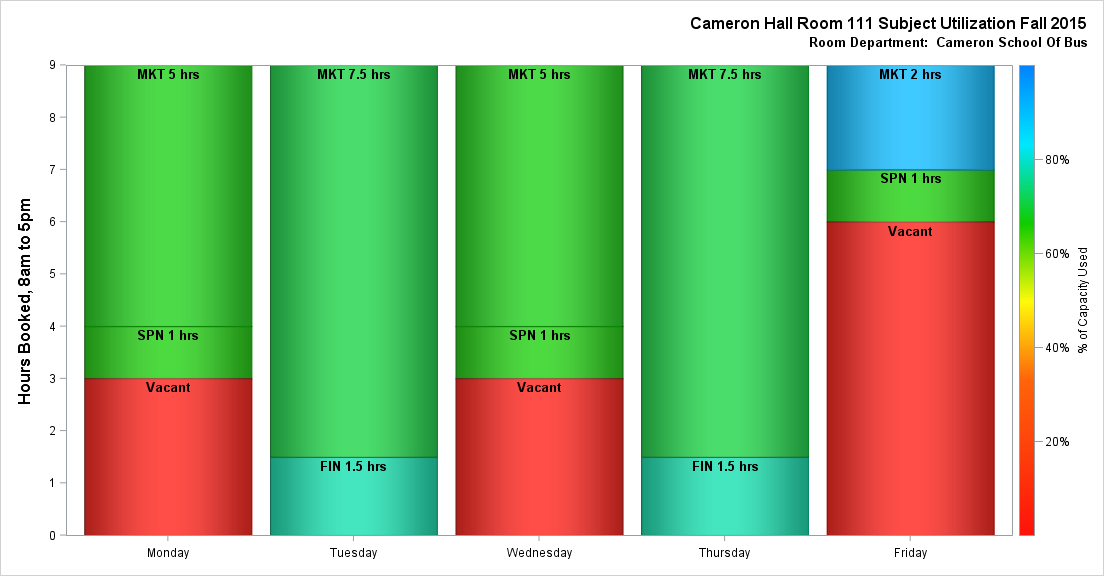 Cameron Hall Room 111 Subject Utilization Fall 2015
Room Department:  Cameron School Of Bus
Hours Booked, 8am to 5pm
9
8
7
6
5
4
3
2
1
0
MKT 5 hrs
SPN 1 hrs
Vacant
MKT 7.5 hrs
FIN 1.5 hrs
MKT 5 hrs
SPN 1 hrs
Vacant
MKT 7.5 hrs
FIN 1.5 hrs
MKT 2 hrs
SPN 1 hrs
Vacant
Monday
Tuesday
Wednesday
Thursday
Friday
80%
60%
40%
20%
% of Capacity Used